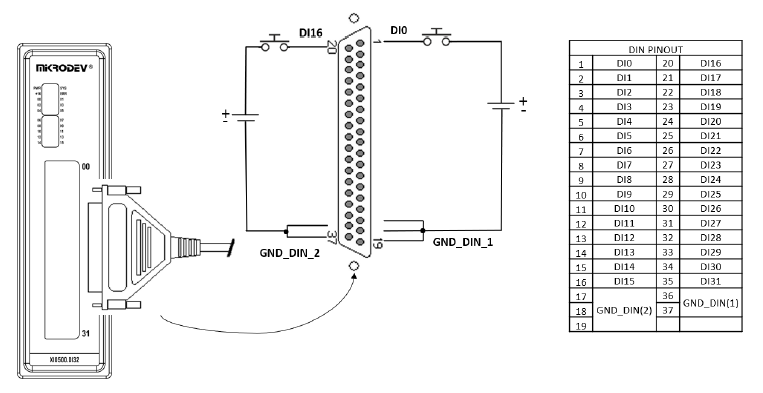 MIKRODEV®
00
31
XIO500.DI32
DI16
DI0
20
1
+
-
+
-
37
19
GND_DIN_2
GND_DIN_1
DIN PINOUT
1 DI0 20 DI16
2 DI1 21 DI17
3 DI2 22 DI18
4 DI3 23 DI19
5 DI4 24 DI20
6 DI5 25 DI21
7 DI6 26 DI22
8 DI7 27 DI23
9 DI8 28 DI24
10 DI9 29 DI25
11 DI10 30 DI26
12 DI11 31 DI27
13 DI12 32 DI28
14 DI13 33 DI29
15 DI14 34 DI30
16 DI15 35 DI31
17 36
18 GND_DIN(2) 37 GND_DIN(1)
19